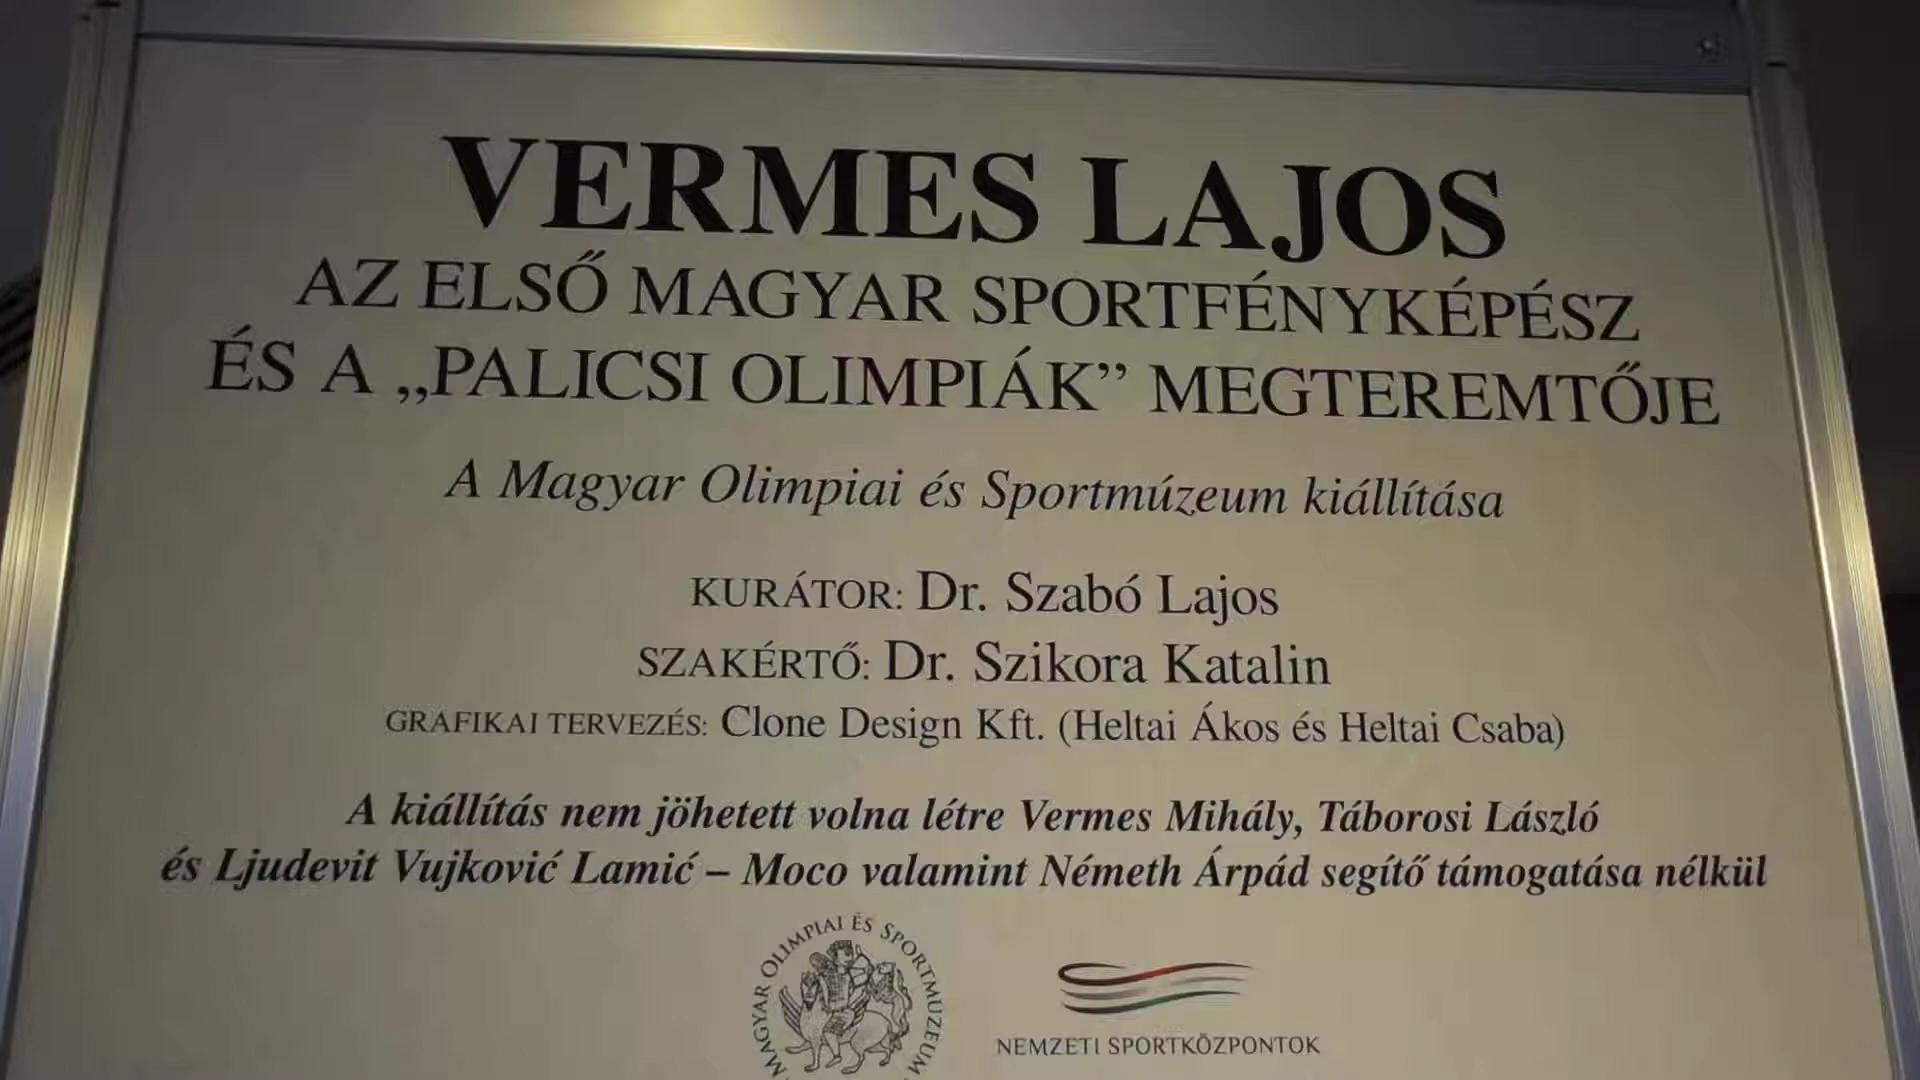 VERMES LAJOS
AZ ELSŐ MAGYAR SPORTFÉNYKÉPÉSZ
ÉS A „PALICSI OLIMPIÁK” MEGTEREMTŐJE
A Magyar Olimpiai és Sportmúzeum kiállítása
KURÁTOR: Dr. Szabó Lajos
SZAKÉRTŐ: Dr. Szikora Katalin
GRAFIKAI TERVEZÉS: Clone Design Kft. (Heltai Ákos és Heltai Csaba)
A kiállítás nem jöhetett volna létre Vermes Mihály, Táborosi László
és Ljudevit Vujković Lamić – Moco valamint Németh Árpád segítő támogatása nélkül
MAGYAR OLIMPIAI ÉS SPORTMUZEUM
NEMZETI SPORTKÖZPONTOK